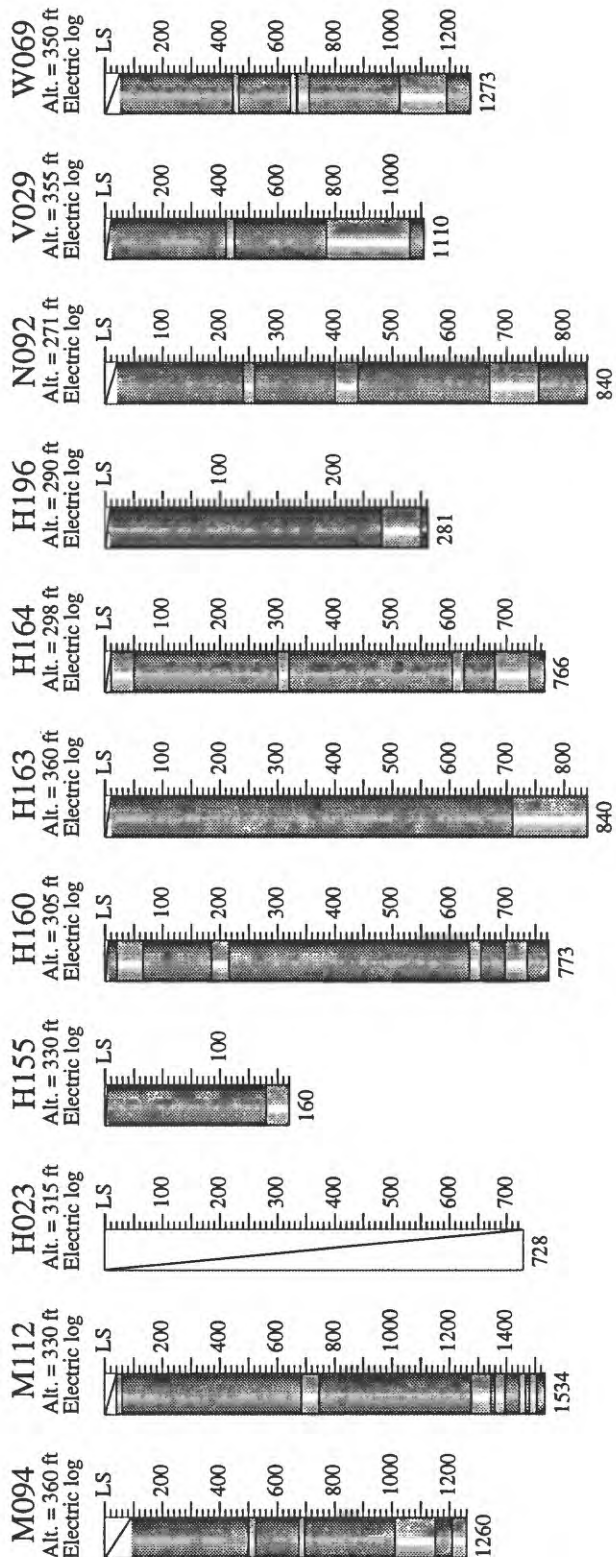 M094
Alt. = 360 ft
Electric log
LS
200
400
600
800
1000
1200
1260
M112
Alt. = 330 ft
Electric log
LS
200
400
600
800
1000
1200
1400
1534
H023
Alt. = 315 ft
Electric log
LS
100
200
300
400
500
600
700
728
H155
Alt. = 330 ft
Electric log
LS
100
160
H160
Alt. = 305 ft
Electric log
LS
100
200
300
400
500
600
700
773
H163
Alt. = 360 ft
Electric log
LS
100
200
300
400
500
600
700
800
840
H164
Alt. = 298 ft
Electric log
LS
100
200
300
400
500
600
700
766
H196
Alt. = 290 ft
Electric log
LS
100
200
281
N092
Alt. = 271 ft
Electric log
LS
100
200
300
400
500
600
700
800
840
V029
Alt. = 355 ft
Electric log
LS
200
400
600
800
1000
1110
W069
Alt. = 350 ft
Electric log
LS
200
400
600
800
1000
1200
1273